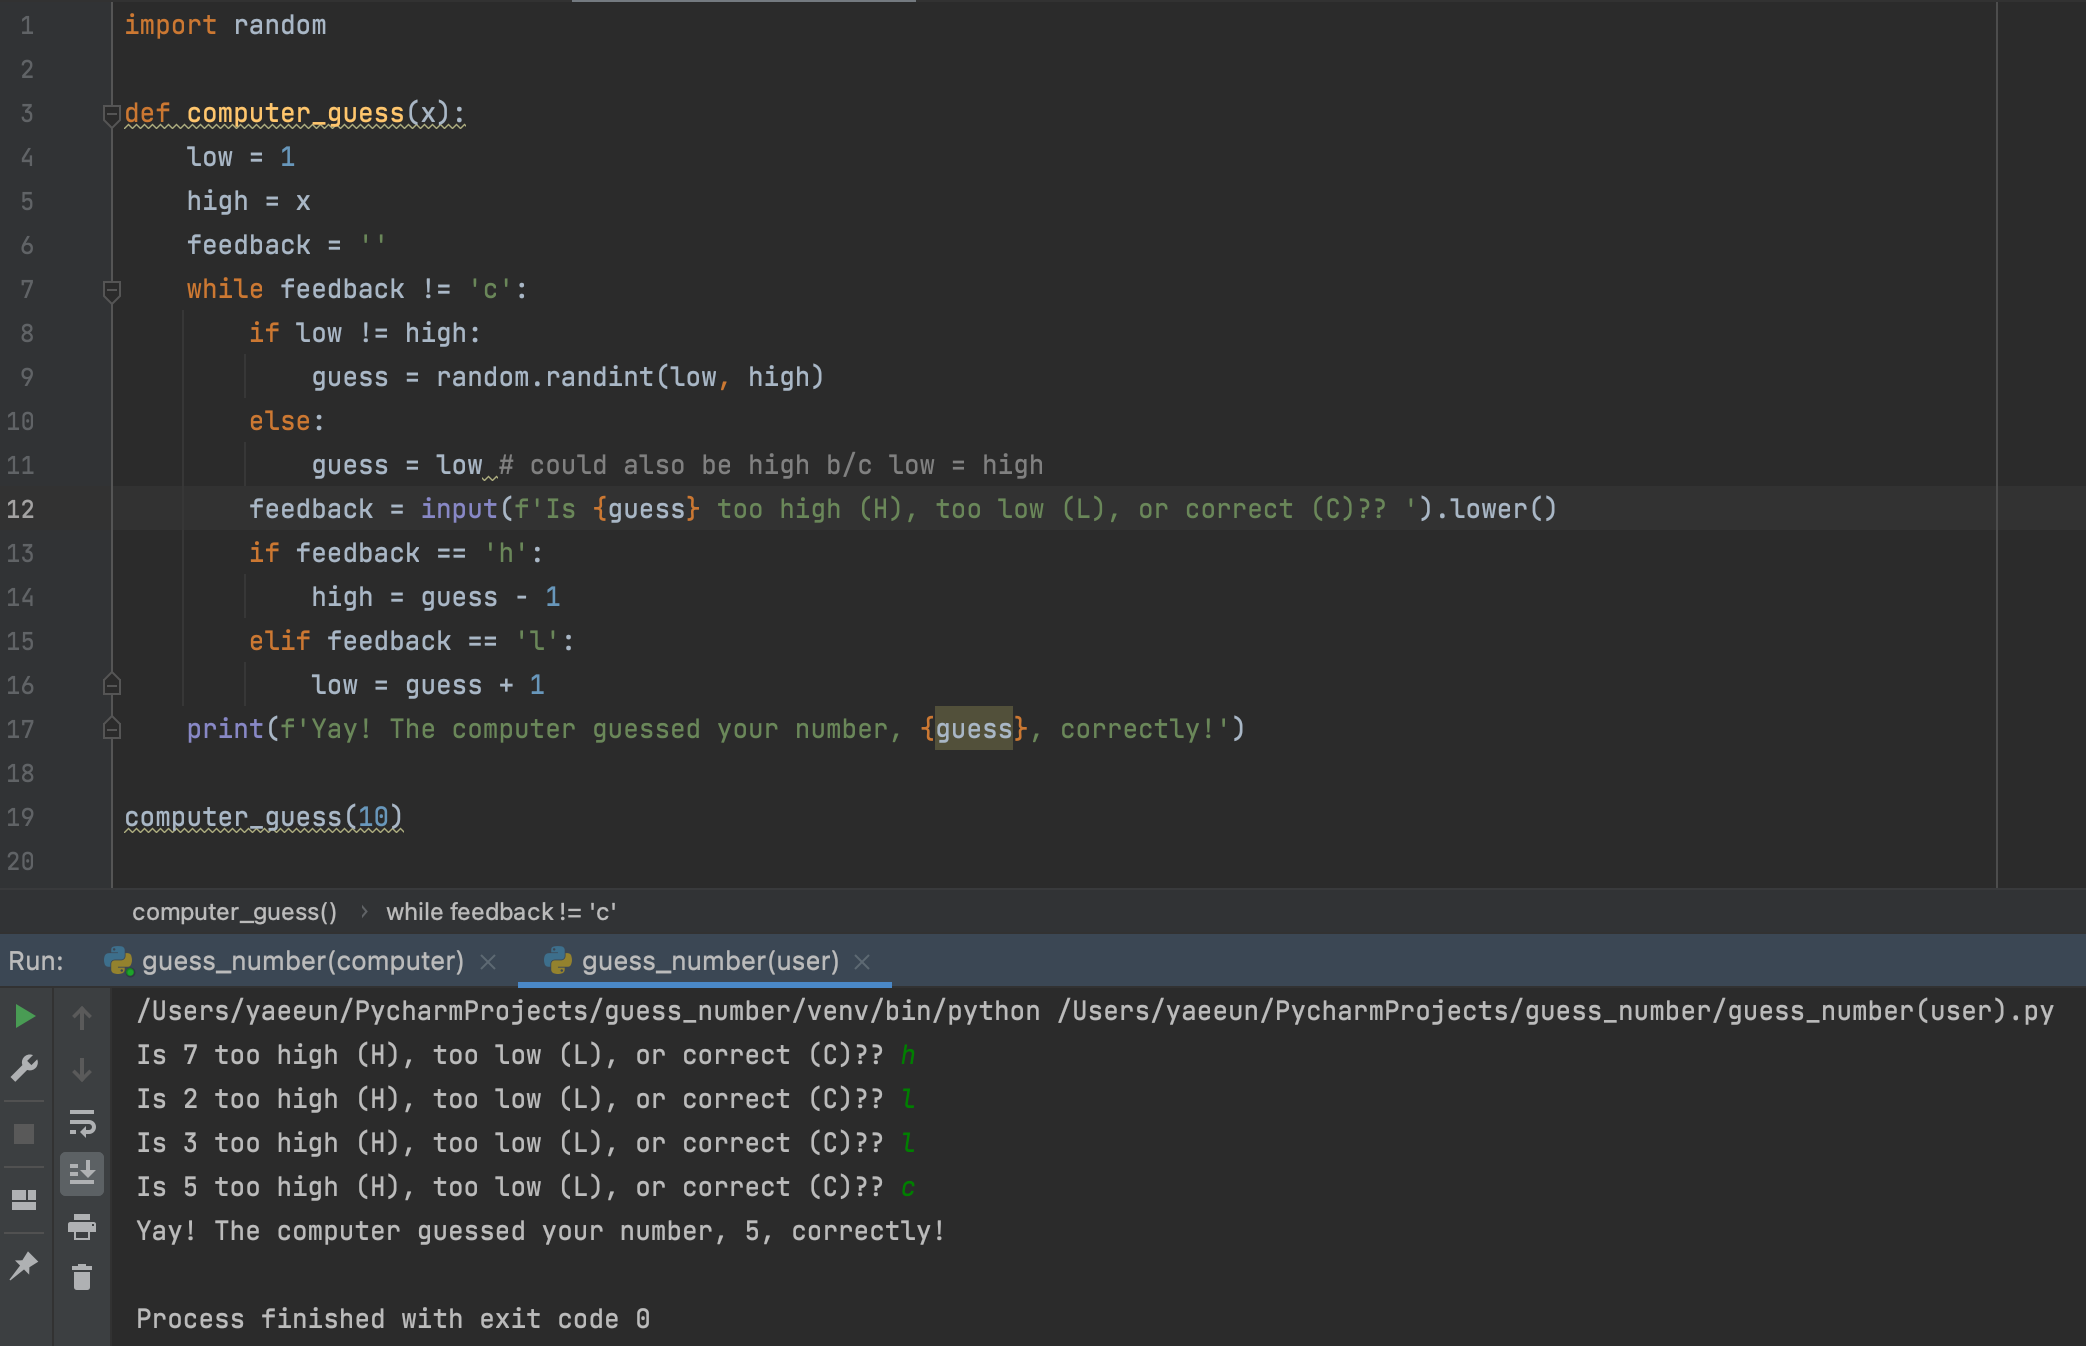 1 import random
2
3 def computer_guess(x):
4     low = 1
5     high = x
6     feedback = ''
7     while feedback != 'c':
8         if low != high:
9             guess = random.randint(low, high)
10         else:
11             guess = low # could also be high b/c low = high
12         feedback = input(f'Is {guess} too high (H), too low (L), or correct (C)?? ').lower()
13         if feedback == 'h':
14             high = guess - 1
15         elif feedback == 'l':
16             low = guess + 1
17     print(f'Yay! The computer guessed your number, {guess}, correctly!')
18
19 computer_guess(10)
20
computer_guess() › while feedback != 'c'
Run: guess_number(computer) × guess_number(user) ×
/Users/yaeeun/PycharmProjects/guess_number/venv/bin/python /Users/yaeeun/PycharmProjects/guess_number/guess_number(user).py
Is 7 too high (H), too low (L), or correct (C)?? h
Is 2 too high (H), too low (L), or correct (C)?? l
Is 3 too high (H), too low (L), or correct (C)?? l
Is 5 too high (H), too low (L), or correct (C)?? c
Yay! The computer guessed your number, 5, correctly!
Process finished with exit code 0